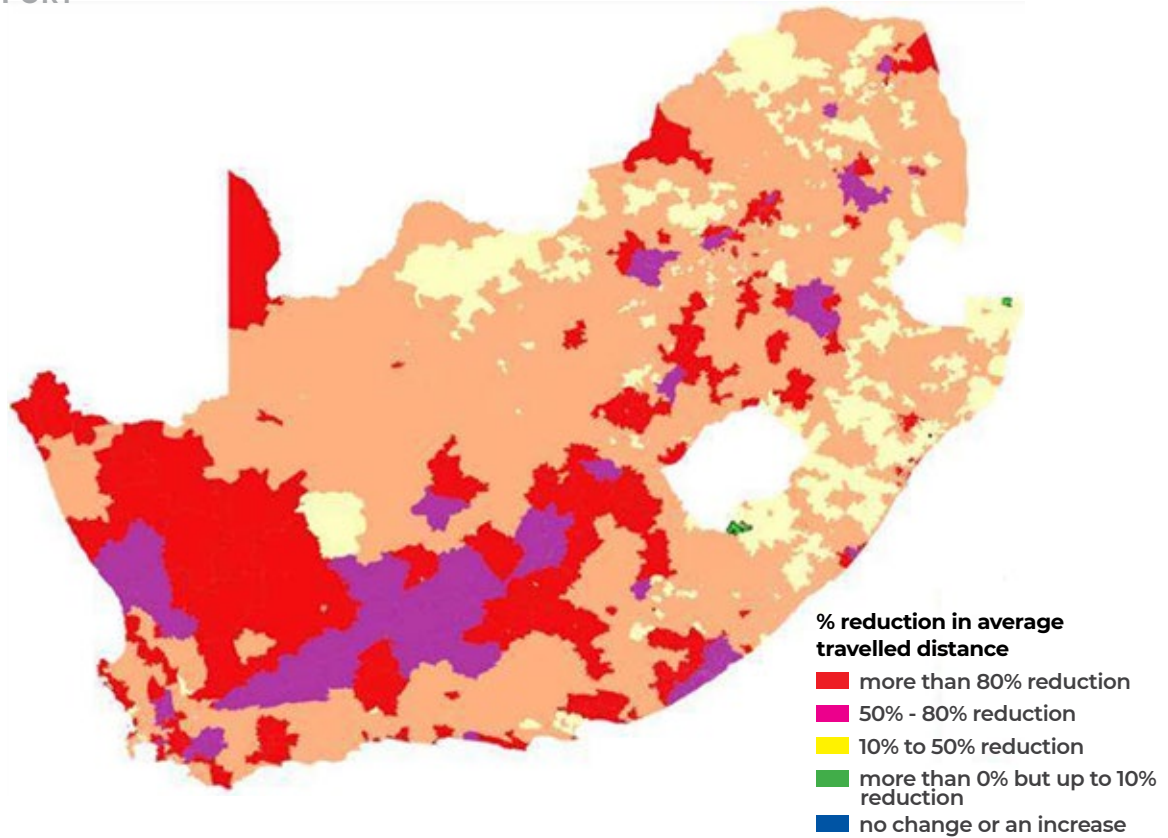 % reduction in average
travelled distance
more than 80% reduction
50% - 80% reduction
10% to 50% reduction
more than 0% but up to 10%
reduction
no change or an increase